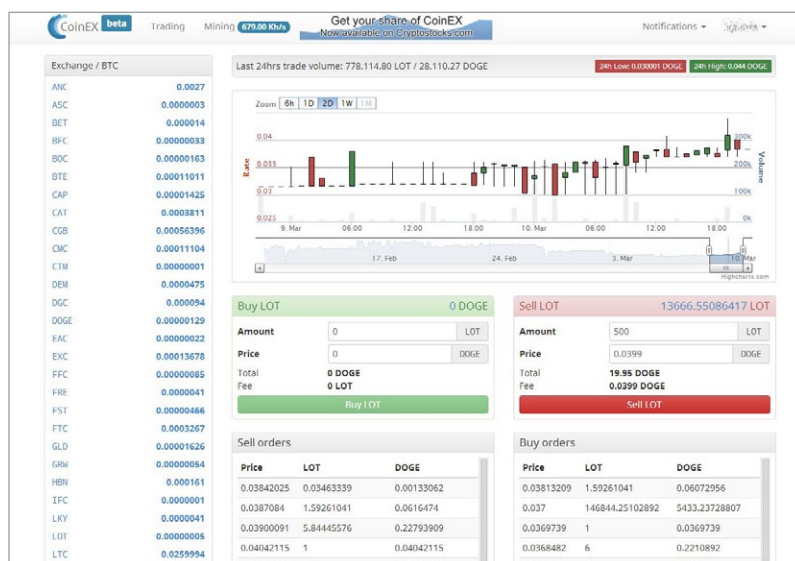 CoinEX beta
Trading
Mining 679.00 Kh/s
Get your share of CoinEX
Now available on Cryptostocks.com
Notifications
Exchange / BTC
ANC 0.0027
ASC 0.0000003
BET 0.000014
BFC 0.00000033
BOC 0.00000163
BTE 0.00011011
CAP 0.00001425
CAT 0.0003811
CGB 0.00056396
CMC 0.00011104
CTM 0.00000001
DEM 0.0000475
DGC 0.000094
DOGE 0.00000129
EAC 0.00000022
EXC 0.00013678
FFC 0.00000085
FRE 0.0000041
FST 0.00000466
FTC 0.0003267
GLD 0.00001626
GRW 0.00000054
HBN 0.000161
IFC 0.0000001
LKY 0.0000041
LOT 0.00000005
LTC 0.0259994
Last 24hrs trade volume: 778.114.80 LOT / 28.110.27 DOGE
24h Low: 0.030001 DOGE
24h High: 0.044 DOGE
Zoom 6h 1D 2D 1W 1M
Rate
0.04
0.035
0.03
0.025
Volume
300k
200k
100k
0k
9. Mar 06:00 12:00 18:00 10. Mar 06:00 12:00 18:00
17. Feb 24. Feb 3. Mar 10. Mar
Highcharts.com
Buy LOT 0 DOGE
Amount 0 LOT
Price 0 DOGE
Total 0 DOGE
Fee 0 LOT
Buy LOT
Sell LOT 13666.55086417 LOT
Amount 500 LOT
Price 0.0399 DOGE
Total 19.95 DOGE
Fee 0.0399 DOGE
Sell LOT
Sell orders
Price LOT DOGE
0.03842025 0.03463339 0.00133062
0.0387084 1.59261041 0.0616474
0.03900091 5.84445576 0.22793909
0.04042115 1 0.04042115
Buy orders
Price LOT DOGE
0.03813209 1.59261041 0.06072956
0.037 146844.25102892 5433.23728807
0.0369739 1 0.0369739
0.0368482 6 0.2210892